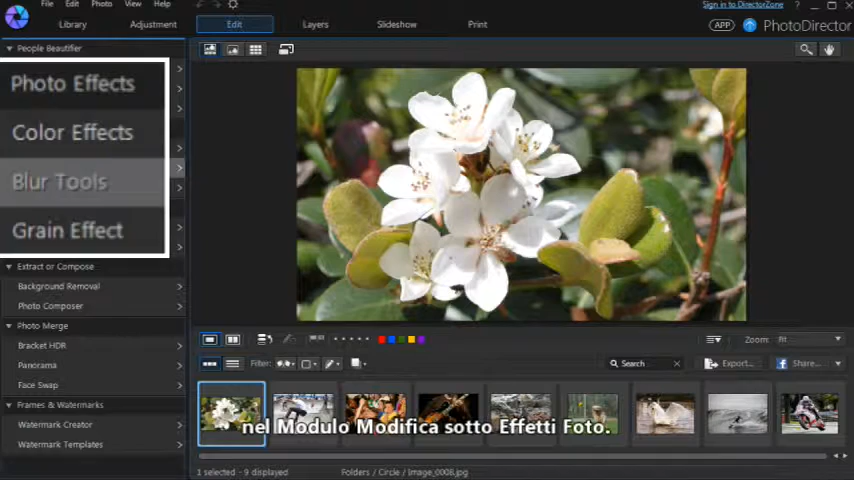 File Edit Photo View Help
Sign in to DirectorZone
Library Adjustment Edit Layers Slideshow Print
APP PhotoDirector
People Beautifier
Photo Effects
Color Effects
Blur Tools
Grain Effect
Extract or Compose
Background Removal
Photo Composer
Photo Merge
Bracket HDR
Panorama
Face Swap
Frames & Watermarks
Watermark Creator
Watermark Templates
Zoom: Fit
Filter: Search Export... Share...
nel Modulo Modifica sotto Effetti Foto.
1 selected - 9 displayed Folders / Circle / Image_0008.jpg